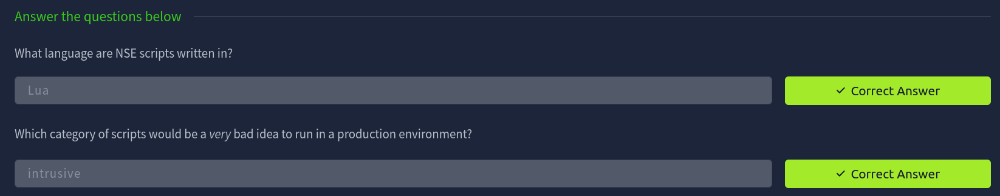 Answer the questions below
What language are NSE scripts written in?
Lua
Correct Answer
Which category of scripts would be a very bad idea to run in a production environment?
intrusive
Correct Answer